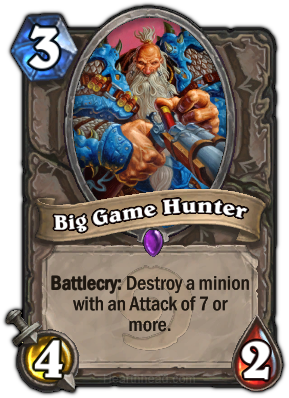 3
Big Game Hunter
Battlecry: Destroy a minion
with an Attack of 7 or
more.
4
2